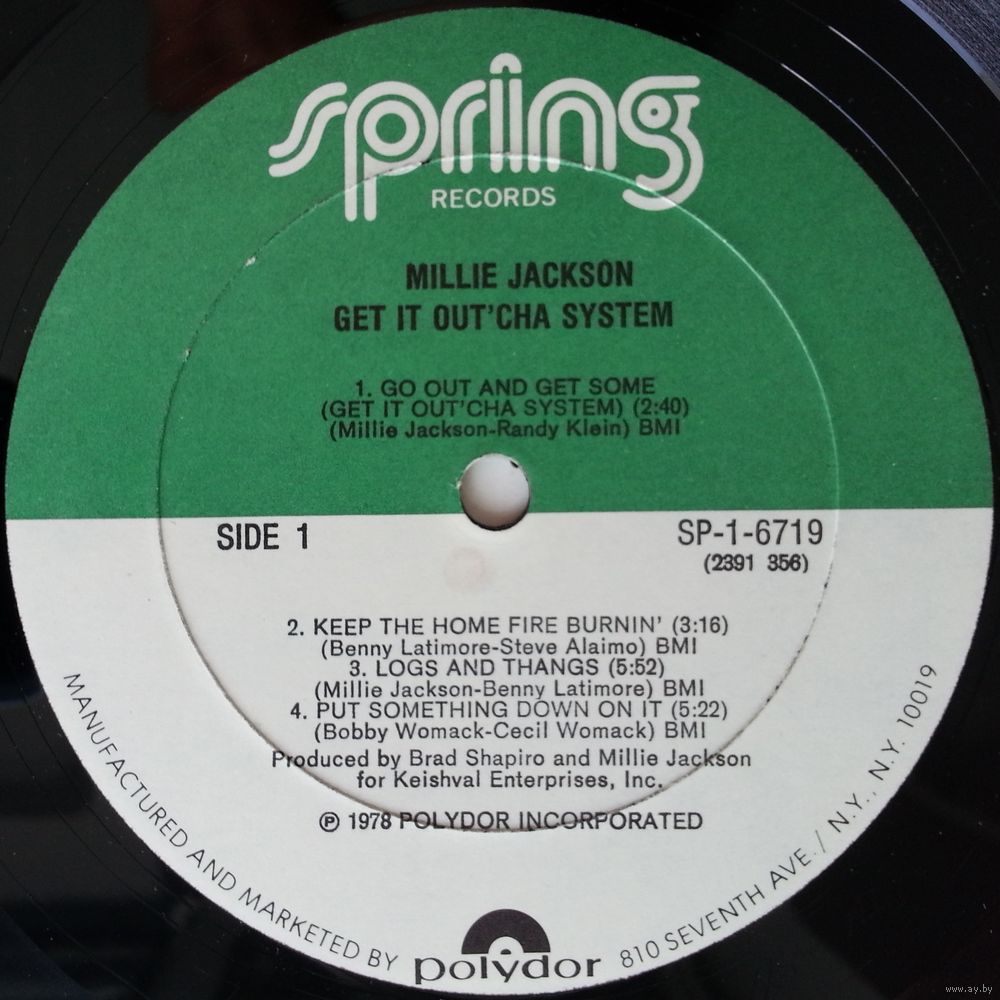 spring
RECORDS
MILLIE JACKSON
GET IT OUT'CHA SYSTEM
1. GO OUT AND GET SOME
(GET IT OUT'CHA SYSTEM) (2:40)
(Millie Jackson-Randy Klein) BMI
SIDE 1
SP-1-6719
(2391 356)
2. KEEP THE HOME FIRE BURNIN' (3:16)
(Benny Latimore-Steve Alaimo) BMI
3. LOGS AND THANGS (5:52)
(Millie Jackson-Benny Latimore) BMI
4. PUT SOMETHING DOWN ON IT (5:22)
(Bobby Womack-Cecil Womack) BMI
Produced by Brad Shapiro and Millie Jackson
for Keishval Enterprises, Inc.
℗ 1978 POLYDOR INCORPORATED
MANUFACTURED AND MARKETED BY polydor 810 SEVENTH AVE. / N.Y., N.Y. 10019
www.ay.by